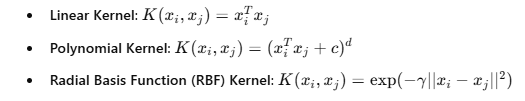 • Linear Kernel: K(x_i, x_j) = x_i^T x_j
• Polynomial Kernel: K(x_i, x_j) = (x_i^T x_j + c)^d
• Radial Basis Function (RBF) Kernel: K(x_i, x_j) = exp(−γ||x_i − x_j||^2)